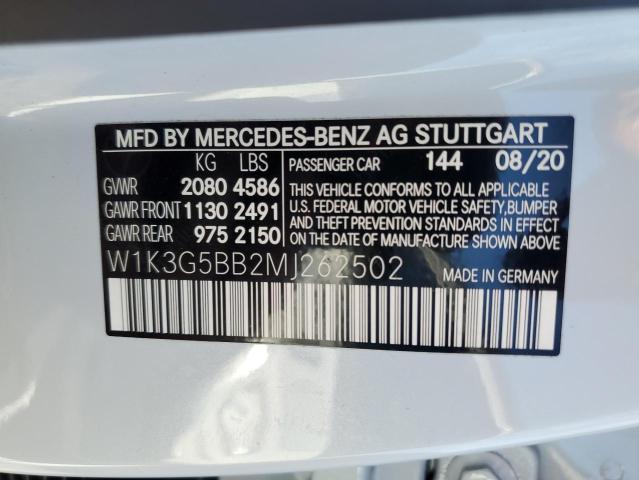 MFD BY MERCEDES-BENZ AG STUTTGART
KG LBS
GVWR 2080 4586
GAWR FRONT 1130 2491
GAWR REAR 975 2150
PASSENGER CAR 144 08/20
THIS VEHICLE CONFORMS TO ALL APPLICABLE
U.S. FEDERAL MOTOR VEHICLE SAFETY, BUMPER
AND THEFT PREVENTION STANDARDS IN EFFECT
ON THE DATE OF MANUFACTURE SHOWN ABOVE.
W1K3G5BB2MJ262502
MADE IN GERMANY